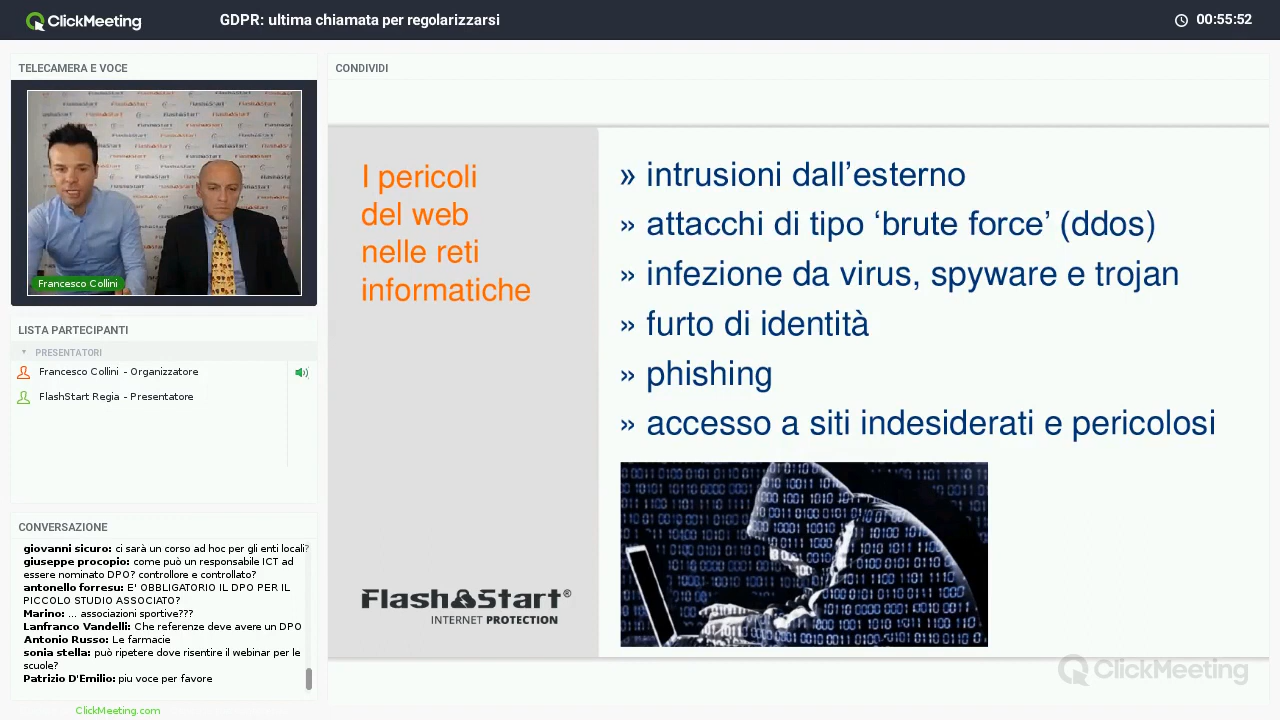 ClickMeeting
GDPR: ultima chiamata per regolarizzarsi
00:55:52
TELECAMERA E VOCE
Francesco Collini
LISTA PARTECIPANTI
PRESENTATORI
Francesco Collini - Organizzatore
FlashStart Regia - Presentatore
CONVERSAZIONE
giovanni sicuro: ci sarà un corso ad hoc per gli enti locali?
giuseppe procopio: come può un responsabile ICT ad
essere nominato DPO? controllore e controllato?
antonello forresu: E' OBBLIGATORIO IL DPO PER IL
PICCOLO STUDIO ASSOCIATO?
Marino: ... associazioni sportive???
Lanfranco Vandelli: Che referenze deve avere un DPO
Antonio Russo: Le farmacie
sonia stella: può ripetere dove risentire il webinar per le
scuole?
Patrizio D'Emilio: piu voce per favore
ClickMeeting.com
CONDIVIDI
I pericoli
del web
nelle reti
informatiche
Flash&Start®
INTERNET PROTECTION
» intrusioni dall’esterno
» attacchi di tipo ‘brute force’ (ddos)
» infezione da virus, spyware e trojan
» furto di identità
» phishing
» accesso a siti indesiderati e pericolosi
ClickMeeting